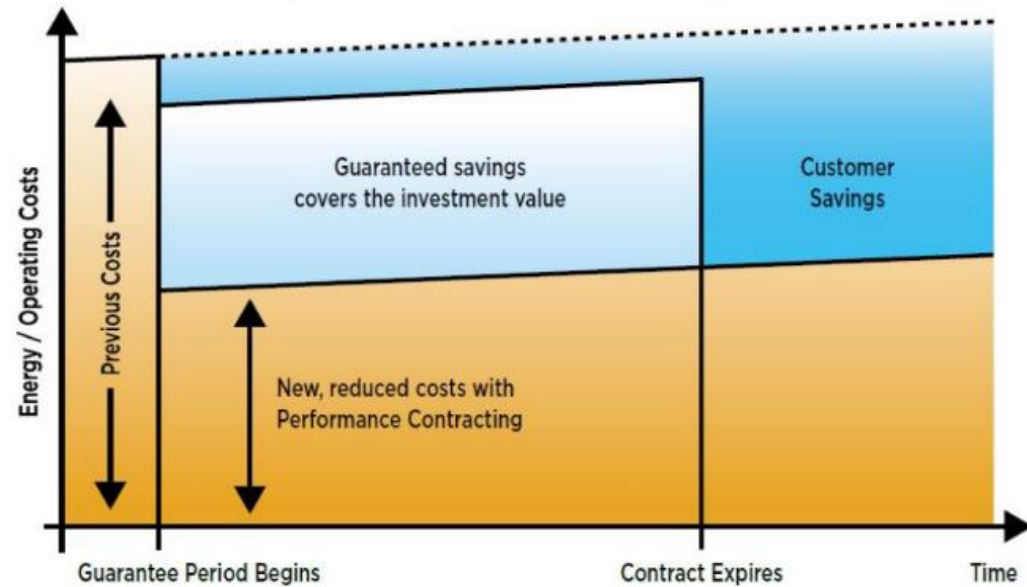 Energy / Operating Costs
Previous Costs
Guaranteed savings
covers the investment value
Customer
Savings
New, reduced costs with
Performance Contracting
Guarantee Period Begins
Contract Expires
Time